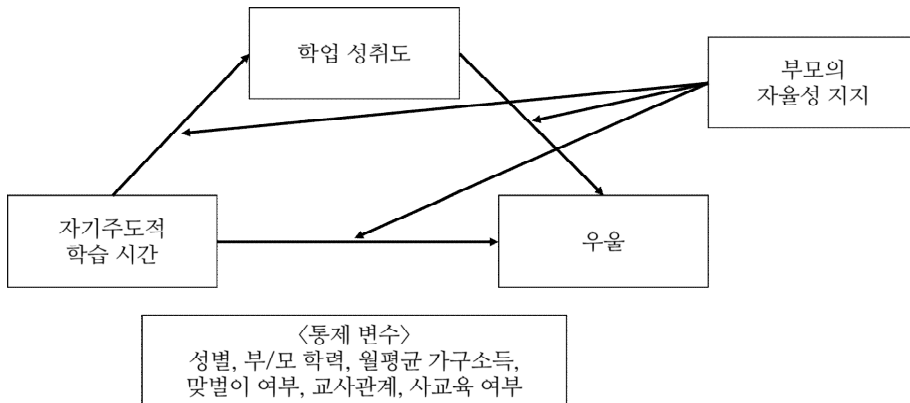 학업 성취도
부모의
자율성 지지
자기주도적
학습 시간
우울
〈통제 변수〉
성별, 부/모 학력, 월평균 가구소득,
맞벌이 여부, 교사관계, 사교육 여부